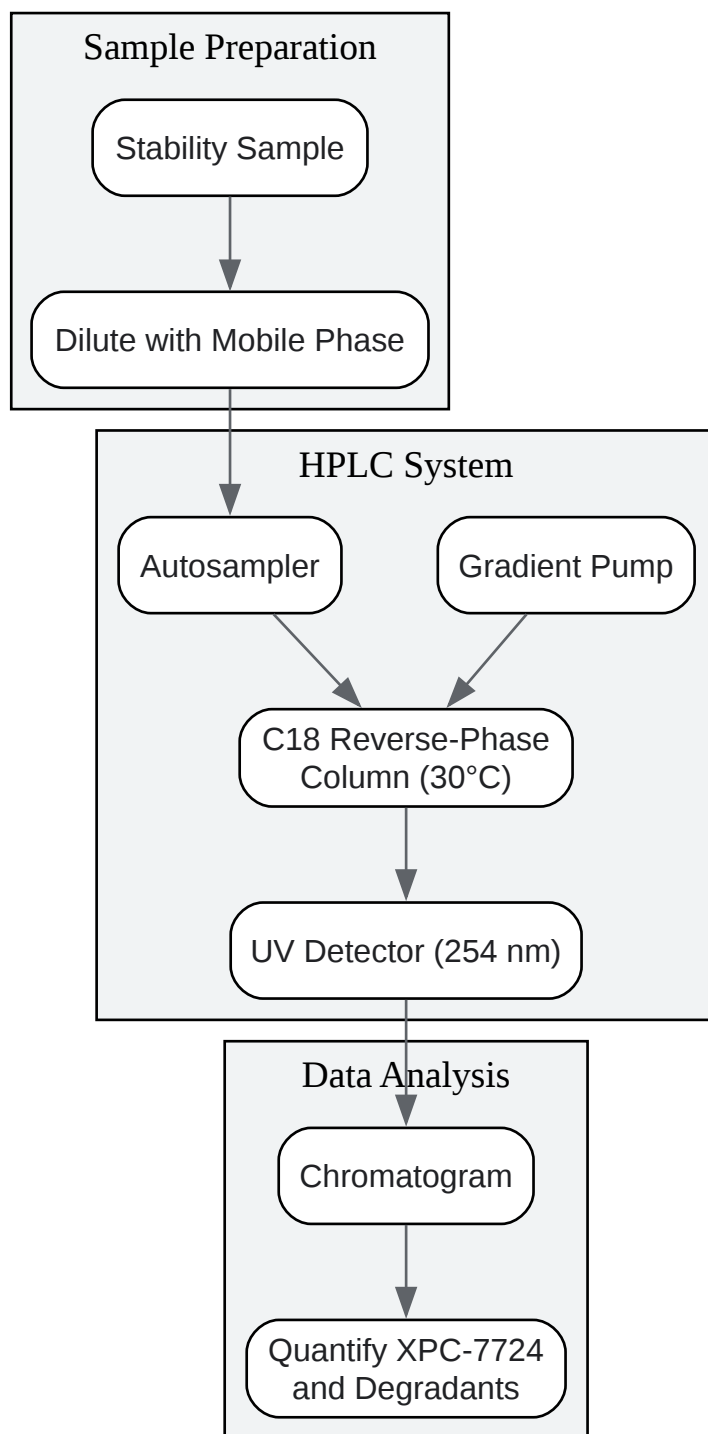 Sample Preparation
Stability Sample
Dilute with Mobile Phase
HPLC System
Autosampler
Gradient Pump
C18 Reverse-Phase
Column (30°C)
UV Detector (254 nm)
Data Analysis
Chromatogram
Quantify XPC-7724
and Degradants